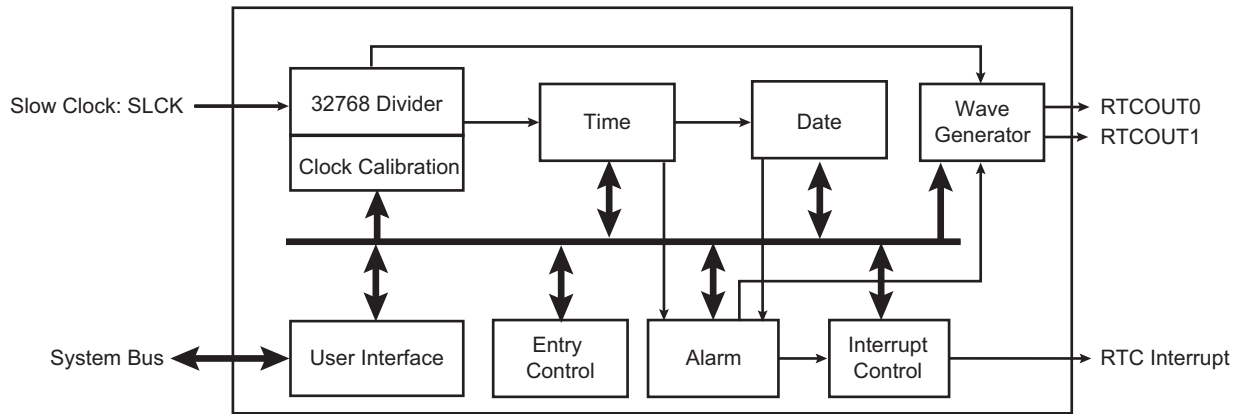 Slow Clock: SLCK
32768 Divider
Clock Calibration
Time
Date
Wave
Generator
RTCOUT0
RTCOUT1
System Bus
User Interface
Entry
Control
Alarm
Interrupt
Control
RTC Interrupt